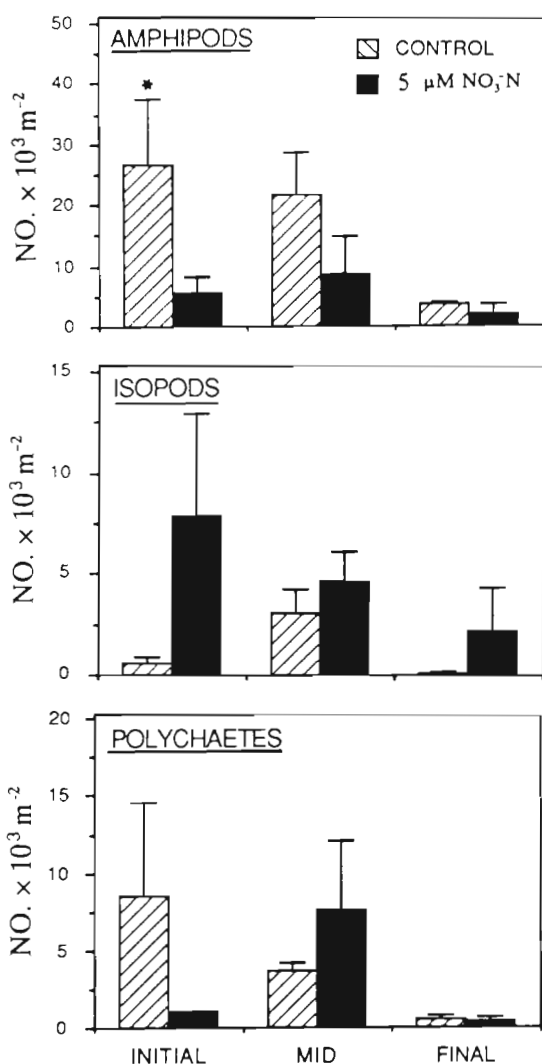 50
AMPHIPODS
CONTROL
5 μM NO₃⁻N
*
40
30
20
10
0
NO. × 10³ m⁻²
15
ISOPODS
10
5
0
NO. × 10³ m⁻²
20
POLYCHAETES
15
10
5
0
NO. × 10³ m⁻²
INITIAL MID FINAL